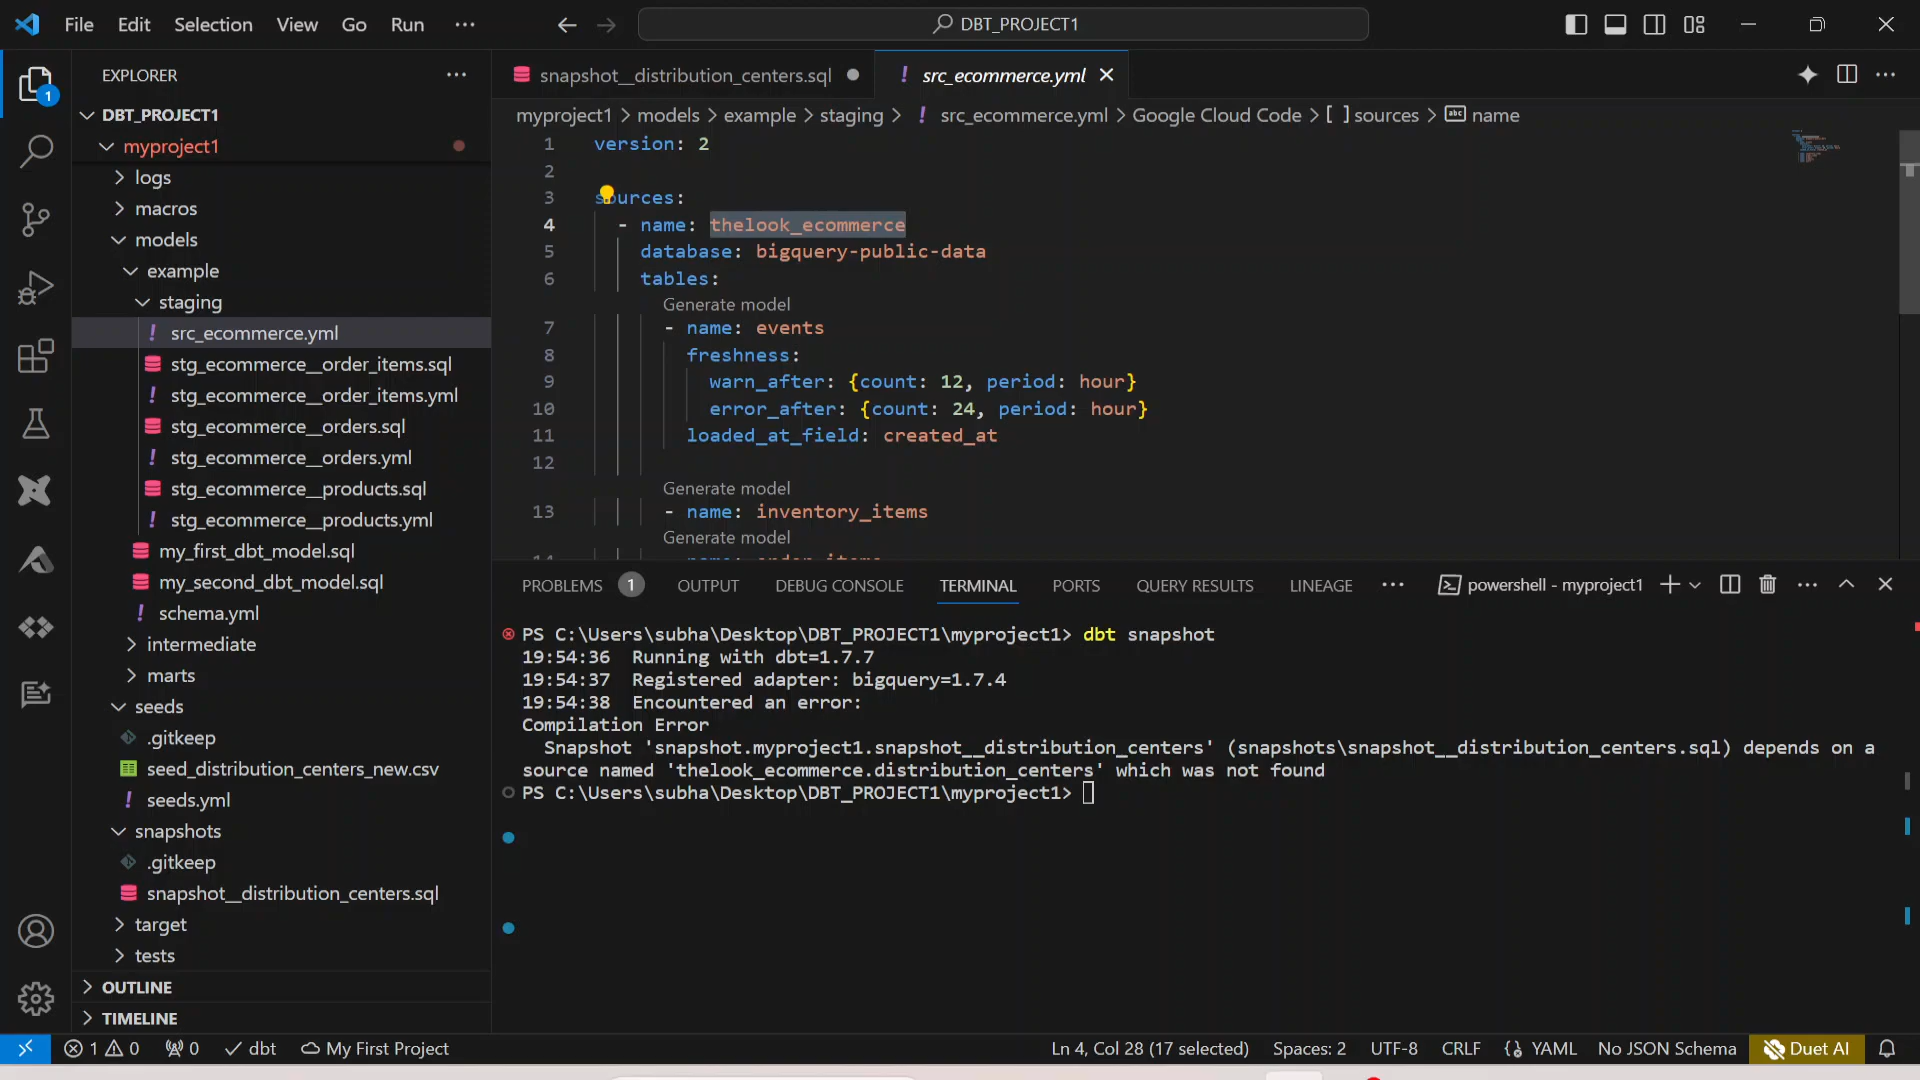 File Edit Selection View Go Run ··· DBT_PROJECT1
EXPLORER
1
DBT_PROJECT1
myproject1
logs
macros
models
example
staging
src_ecommerce.yml
stg_ecommerce__order_items.sql
stg_ecommerce__order_items.yml
stg_ecommerce__orders.sql
stg_ecommerce__orders.yml
stg_ecommerce__products.sql
stg_ecommerce__products.yml
my_first_dbt_model.sql
my_second_dbt_model.sql
schema.yml
intermediate
marts
seeds
.gitkeep
seed_distribution_centers_new.csv
seeds.yml
snapshots
.gitkeep
snapshot__distribution_centers.sql
target
tests
OUTLINE
TIMELINE
snapshot__distribution_centers.sql src_ecommerce.yml
myproject1 > models > example > staging > ! src_ecommerce.yml > Google Cloud Code > [ ] sources > abc name
1 version: 2
2
3 sources:
4 - name: thelook_ecommerce
5 database: bigquery-public-data
6 tables:
Generate model
7 - name: events
8 freshness:
9 warn_after: {count: 12, period: hour}
10 error_after: {count: 24, period: hour}
11 loaded_at_field: created_at
12
Generate model
13 - name: inventory_items
Generate model
14 - name: order_items
PROBLEMS 1 OUTPUT DEBUG CONSOLE TERMINAL PORTS QUERY RESULTS LINEAGE ··· powershell - myproject1
PS C:\Users\subha\Desktop\DBT_PROJECT1\myproject1> dbt snapshot
19:54:36 Running with dbt=1.7.7
19:54:37 Registered adapter: bigquery=1.7.4
19:54:38 Encountered an error:
Compilation Error
Snapshot 'snapshot.myproject1.snapshot__distribution_centers' (snapshots\snapshot__distribution_centers.sql) depends on a
source named 'thelook_ecommerce.distribution_centers' which was not found
PS C:\Users\subha\Desktop\DBT_PROJECT1\myproject1>
1 0 0 dbt My First Project Ln 4, Col 28 (17 selected) Spaces: 2 UTF-8 CRLF YAML No JSON Schema Duet AI